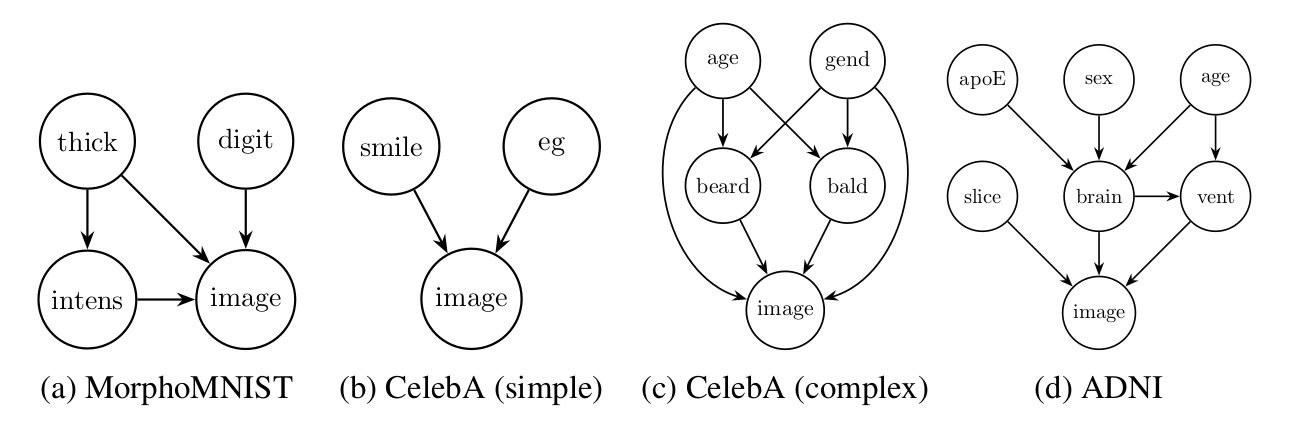 thick
digit
intens
image
(a) MorphoMNIST
smile
eg
image
(b) CelebA (simple)
age
gend
beard
bald
image
(c) CelebA (complex)
apoE
sex
age
slice
brain
vent
image
(d) ADNI